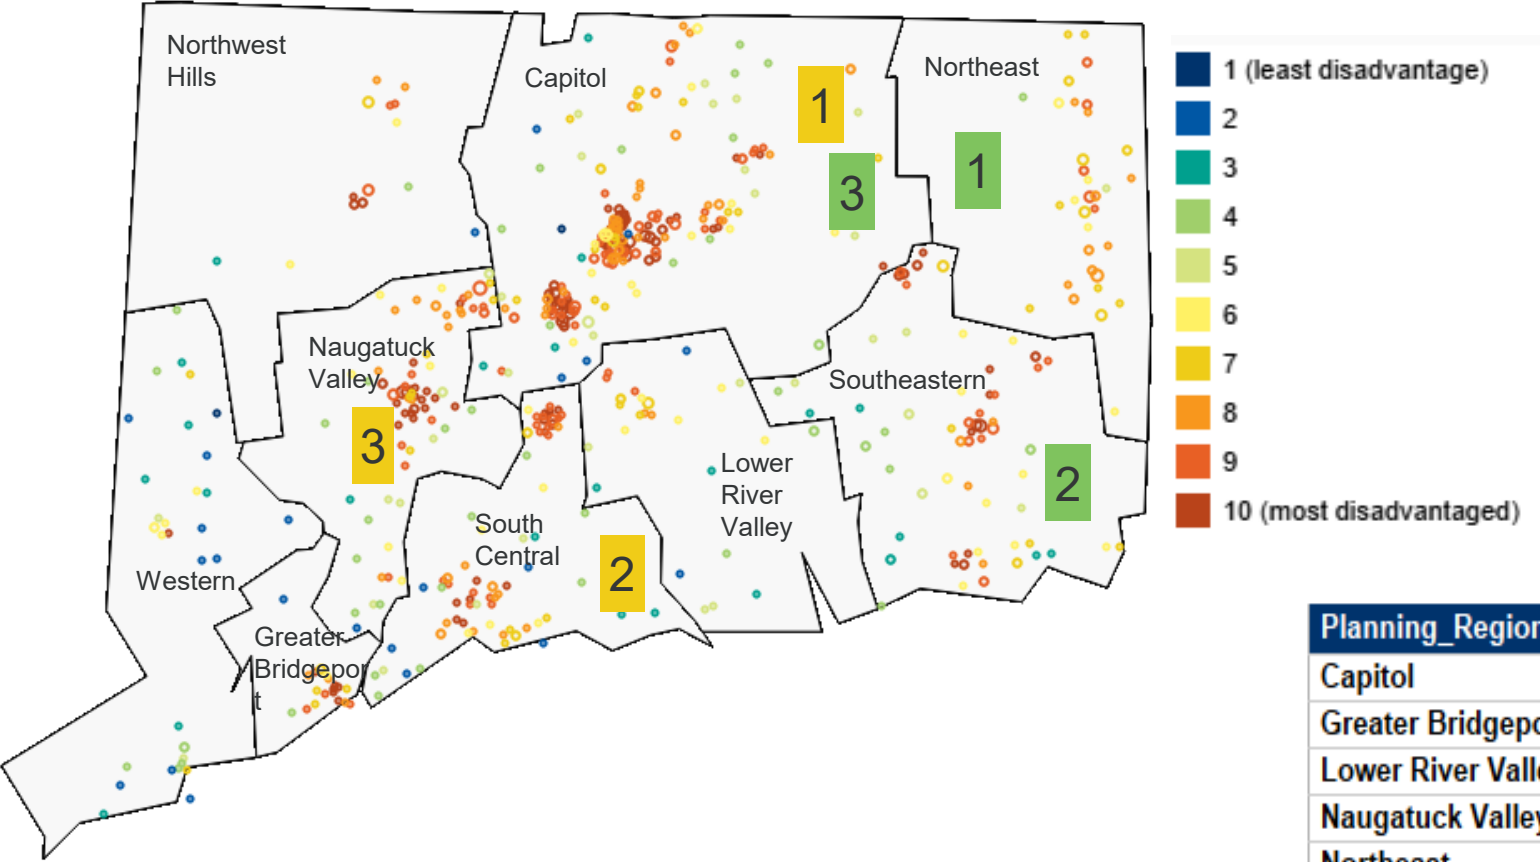 Northwest
Hills
Capitol
Northeast
1
3
1
Naugatuck
Valley
3
Southeastern
2
Lower
River
Valley
South
Central
2
Western
Greater
Bridgepor
t
1 (least disadvantage)
2
3
4
5
6
7
8
9
10 (most disadvantaged)
Planning_Region
Capitol
Greater Bridgepo
Lower River Valle
Naugatuck Valley
Northeast